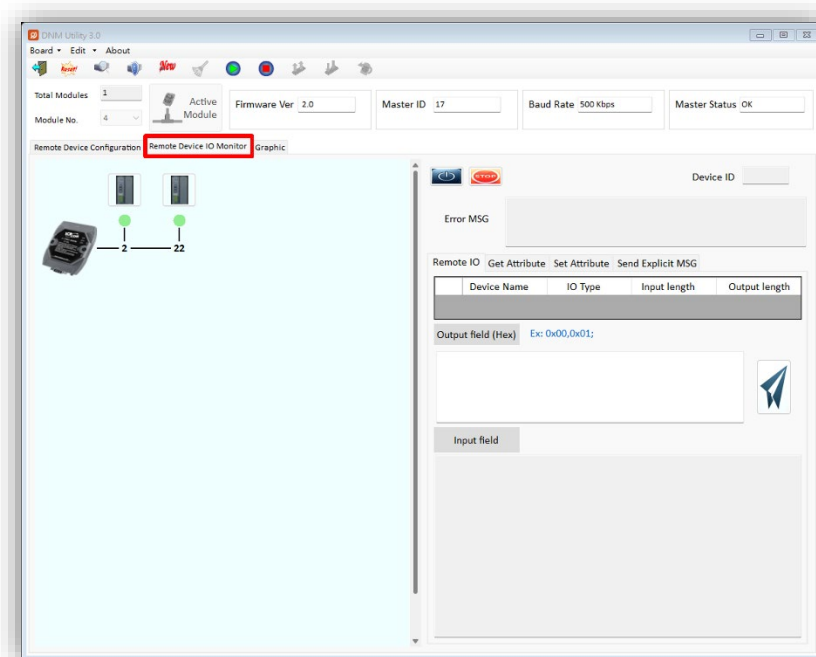 DNM Utility 3.0
Board Edit About
Reset! New
Total Modules 1
Module No. 4
Active
Module
Firmware Ver 2.0
Master ID 17
Baud Rate 500 Kbps
Master Status OK
Remote Device Configuration Remote Device IO Monitor Graphic
2 22
STOP
Device ID
Error MSG
Remote IO Get Attribute Set Attribute Send Explicit MSG
Device Name IO Type Input length Output length
Output field (Hex) Ex: 0x00,0x01;
Input field